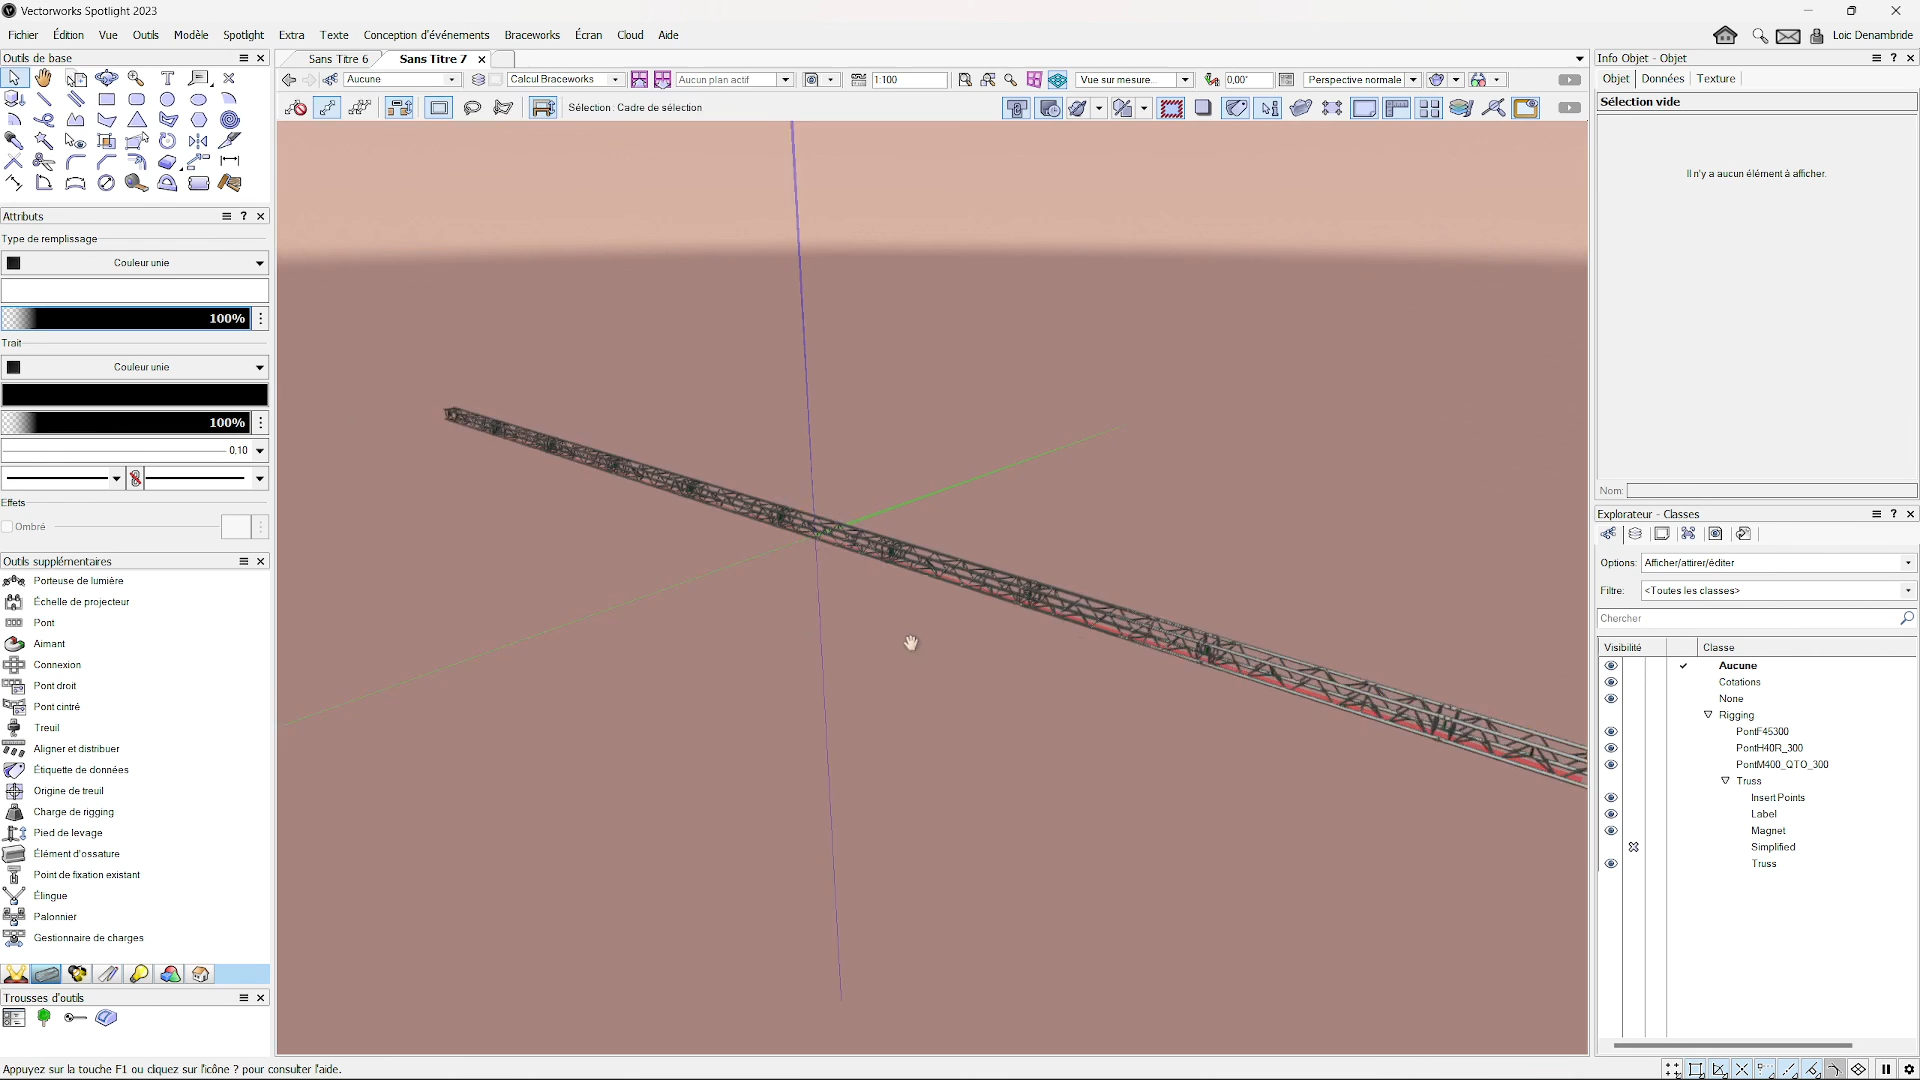 Vectorworks Spotlight 2023
Fichier Édition Vue Outils Modèle Spotlight Extra Texte Conception d'événements Braceworks Écran Cloud Aide
Loic Denambride
Outils de base
Sans Titre 6
Sans Titre 7
Info Objet - Objet
Aucune
Calcul Braceworks
Aucun plan actif
1:100
Vue sur mesure...
0,00°
Perspective normale
Objet Données Texture
Sélection : Cadre de sélection
Sélection vide
Il n'y a aucun élément à afficher.
Attributs
Type de remplissage
Couleur unie
100%
Trait
Couleur unie
100%
0.10
Effets
Ombré
Nom:
Explorateur - Classes
Options: Afficher/attirer/éditer
Filtre: <Toutes les classes>
Chercher
Visibilité Classe
Aucune
Cotations
None
Rigging
PontF45300
PontH40R_300
PontM400_QTO_300
Truss
Insert Points
Label
Magnet
Simplified
Truss
Outils supplémentaires
Porteuse de lumière
Échelle de projecteur
Pont
Aimant
Connexion
Pont droit
Pont cintré
Treuil
Aligner et distribuer
Étiquette de données
Origine de treuil
Charge de rigging
Pied de levage
Élément d'ossature
Point de fixation existant
Élingue
Palonnier
Gestionnaire de charges
Trousses d'outils
Appuyez sur la touche F1 ou cliquez sur l'icône ? pour consulter l'aide.